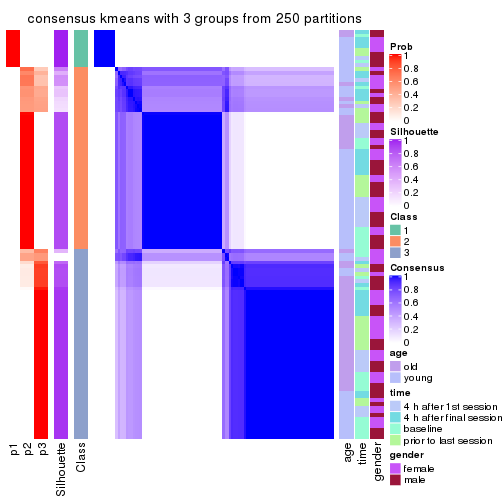 consensus kmeans with 3 groups from 250 partitions
Prob
1
0.8
0.6
0.4
0.2
0
Silhouette
1
0.8
0.6
0.4
0.2
0
Class
1
2
3
Consensus
1
0.8
0.6
0.4
0.2
0
age
old
young
time
4 h after 1st session
4 h after final session
baseline
prior to last session
gender
female
male
p1
p2
p3
Silhouette
Class
age
time
gender